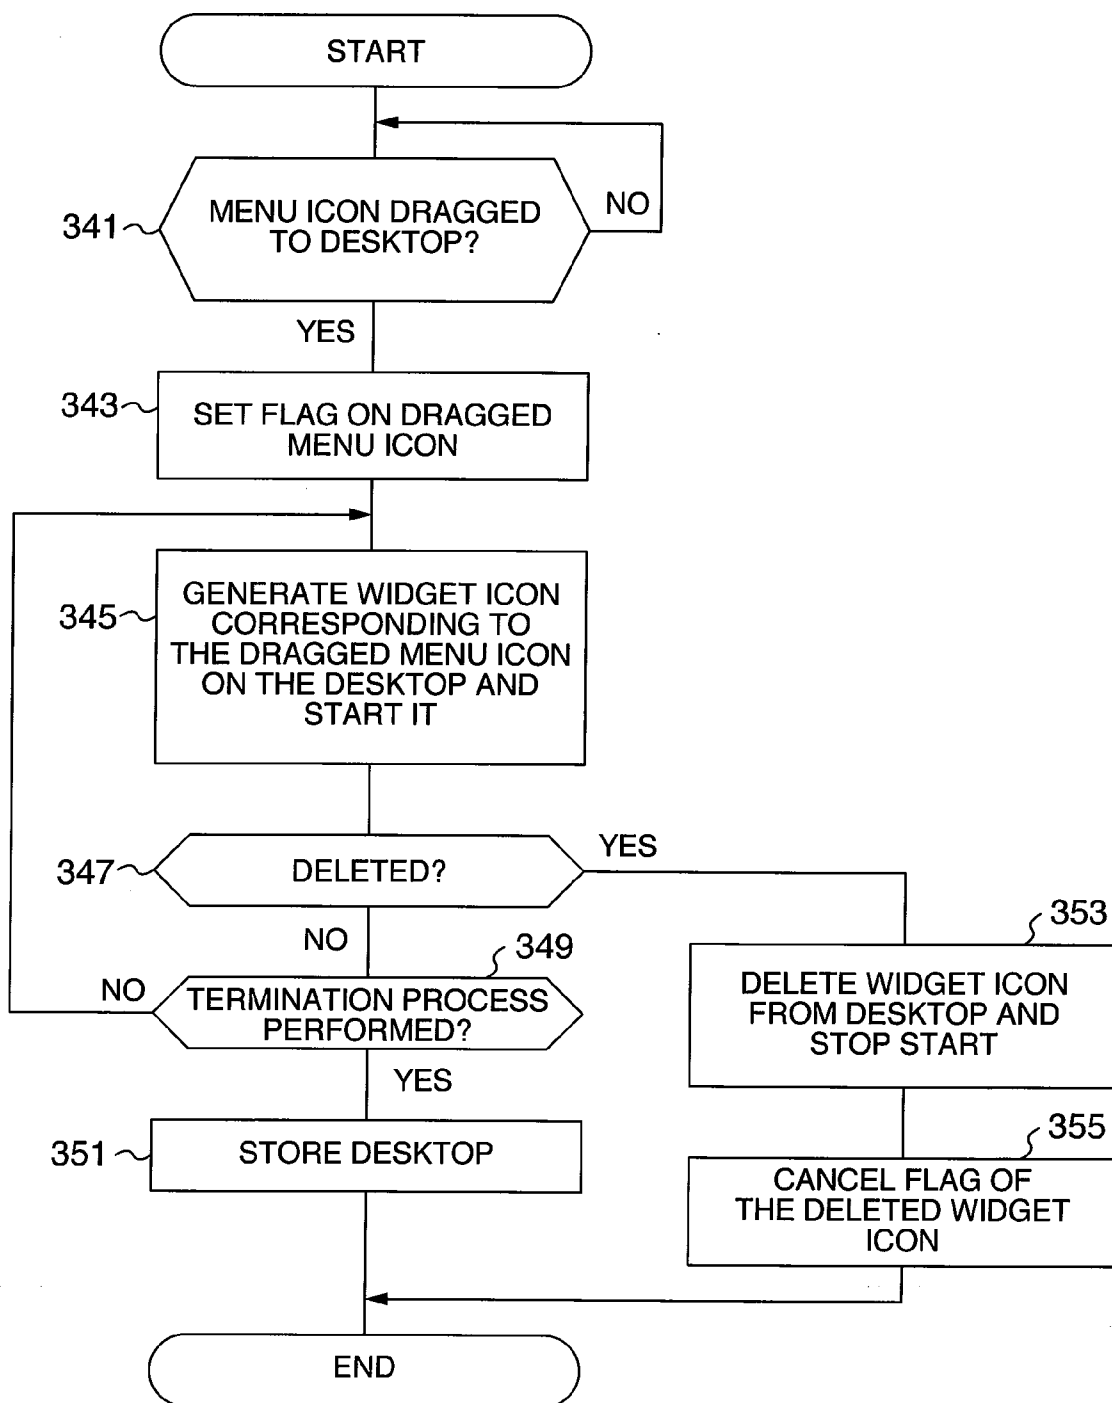 START
341
MENU ICON DRAGGED
TO DESKTOP?
NO
YES
343
SET FLAG ON DRAGGED
MENU ICON
345
GENERATE WIDGET ICON
CORRESPONDING TO
THE DRAGGED MENU ICON
ON THE DESKTOP AND
START IT
347
DELETED?
YES
NO
349
NO
TERMINATION PROCESS
PERFORMED?
YES
353
DELETE WIDGET ICON
FROM DESKTOP AND
STOP START
351
STORE DESKTOP
355
CANCEL FLAG OF
THE DELETED WIDGET
ICON
END